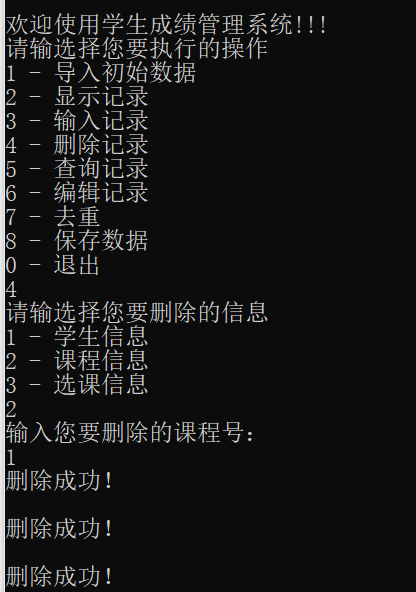 欢迎使用学生成绩管理系统!!!
请输选择您要执行的操作
1 - 导入初始数据
2 - 显示记录
3 - 输入记录
4 - 删除记录
5 - 查询记录
6 - 编辑记录
7 - 去重
8 - 保存数据
0 - 退出
4
请输选择您要删除的信息
1 - 学生信息
2 - 课程信息
3 - 选课信息
2
输入您要删除的课程号：
1
删除成功！
删除成功！
删除成功！